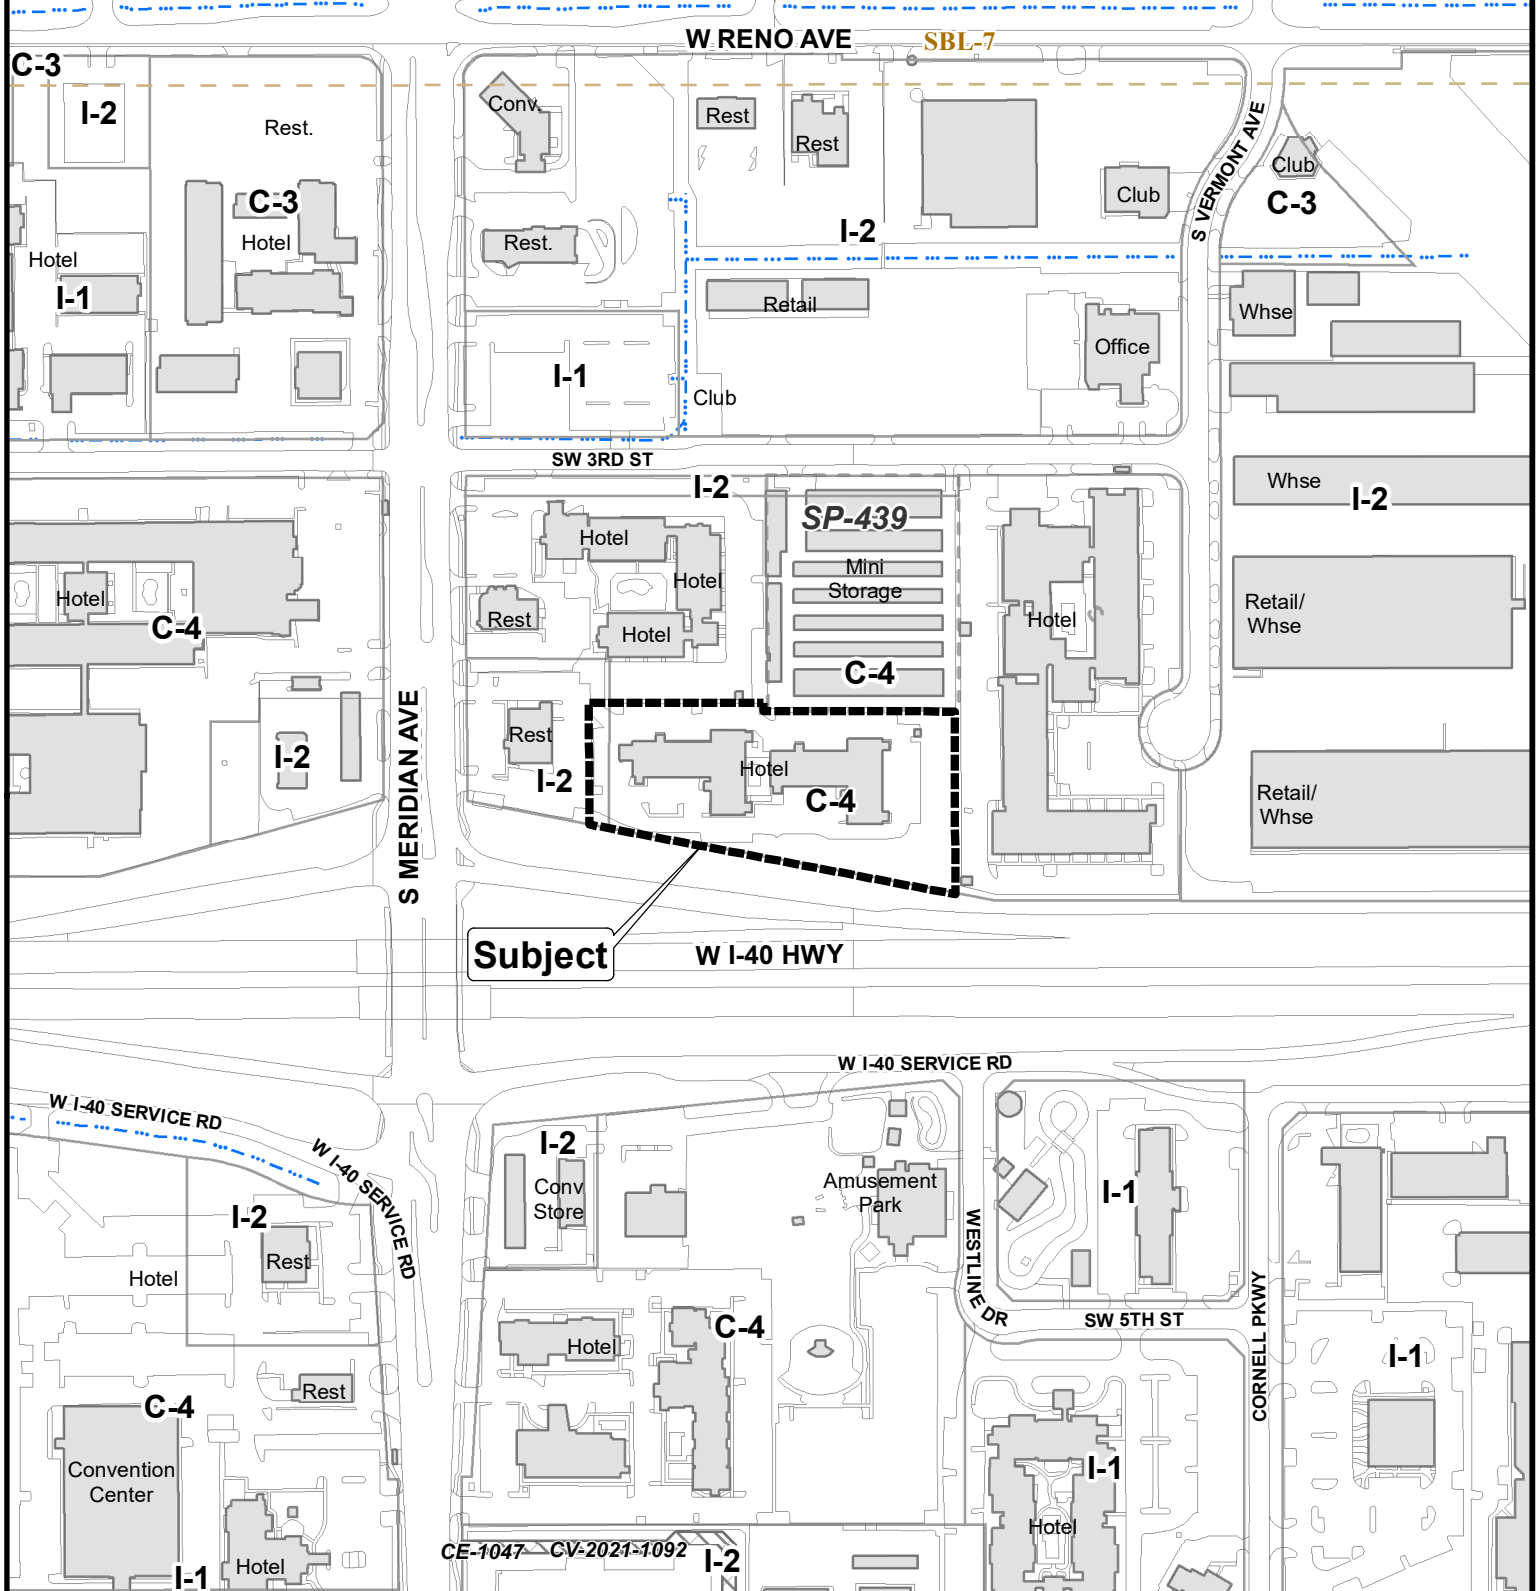 W RENO AVE
SBL-7
C-3
I-2
Rest.
Conv.
Rest
Rest
Club
S VERMONT AVE
Club
C-3
C-3
Hotel
Hotel
I-1
Rest.
I-2
Retail
Whse
Office
I-1
Club
SW 3RD ST
I-2
SP-439
Whse
I-2
Hotel
Hotel
Mini
Storage
Hotel
C-4
Rest
Hotel
Hotel
Retail/
Whse
C-4
S MERIDIAN AVE
Rest
I-2
I-2
Hotel
C-4
Retail/
Whse
Subject
W I-40 HWY
W I-40 SERVICE RD
W I-40 SERVICE RD
W I-40 SERVICE RD
I-2
Conv
Store
Amusement
Park
I-1
I-2
Rest
Hotel
WESTLINE DR
SW 5TH ST
CORNELL PKWY
Hotel
C-4
I-1
Rest
C-4
Convention
Center
I-1
Hotel
Hotel
I-1
CE-1047
CV-2021-1092
I-2